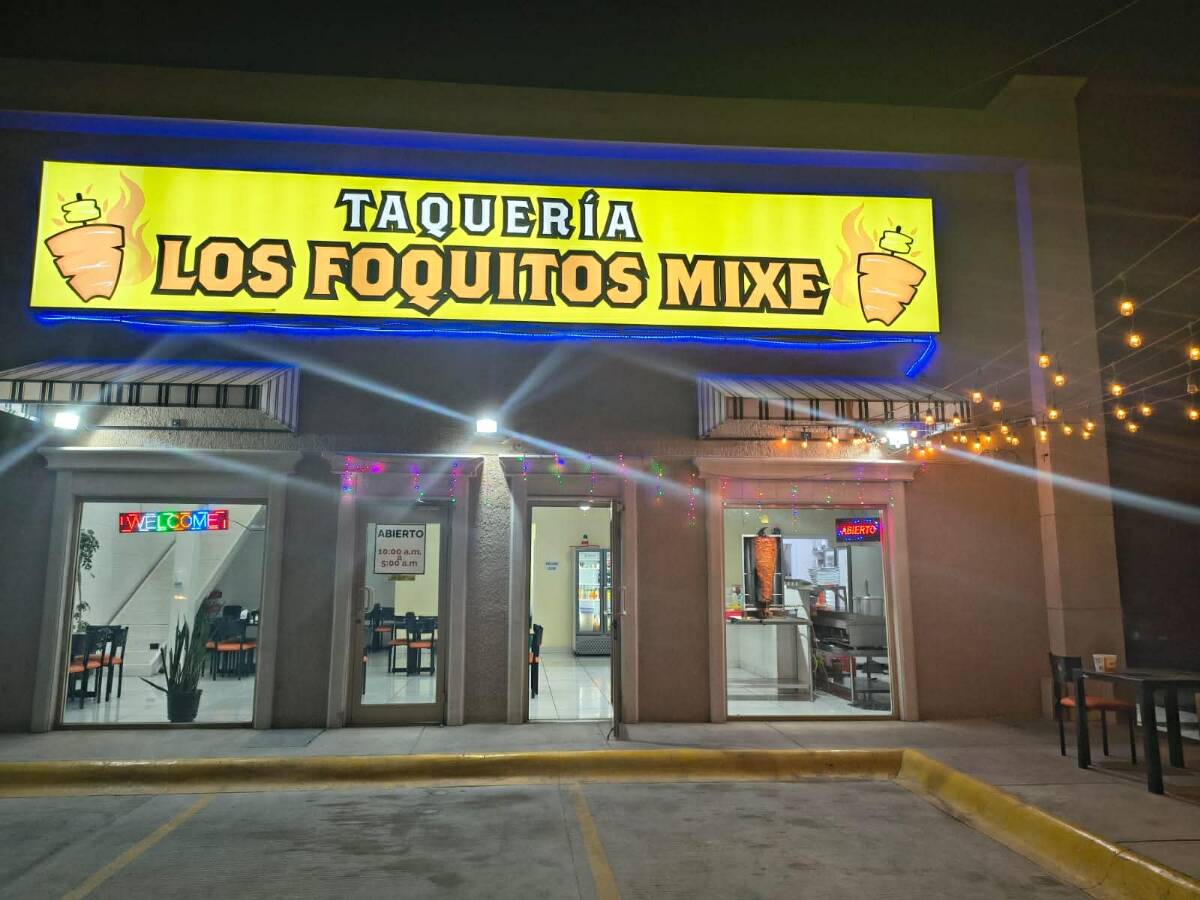 TAQUERÍA
LOS FOQUITOS MIXE
WELCOME
ABIERTO
10:00 a.m.
a
5:00 a.m
ABIERTO